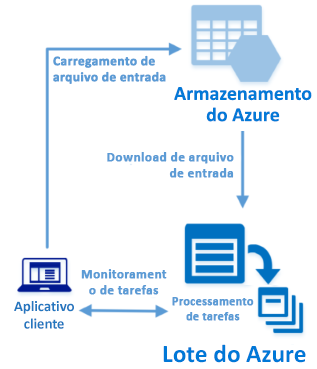 Carregamento de
arquivo de entrada
Armazenamento
do Azure
Download de arquivo
de entrada
Monitorament
o de tarefas
Aplicativo
cliente
Processamento
de tarefas
Lote do Azure